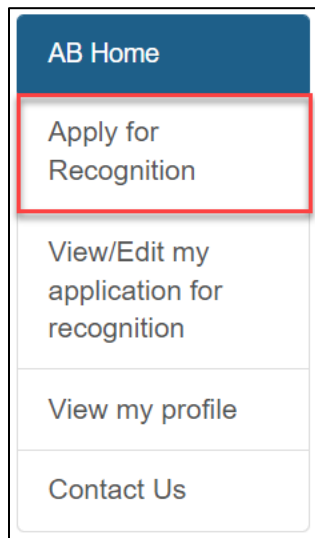 AB Home
Apply for
Recognition
View/Edit my
application for
recognition
View my profile
Contact Us